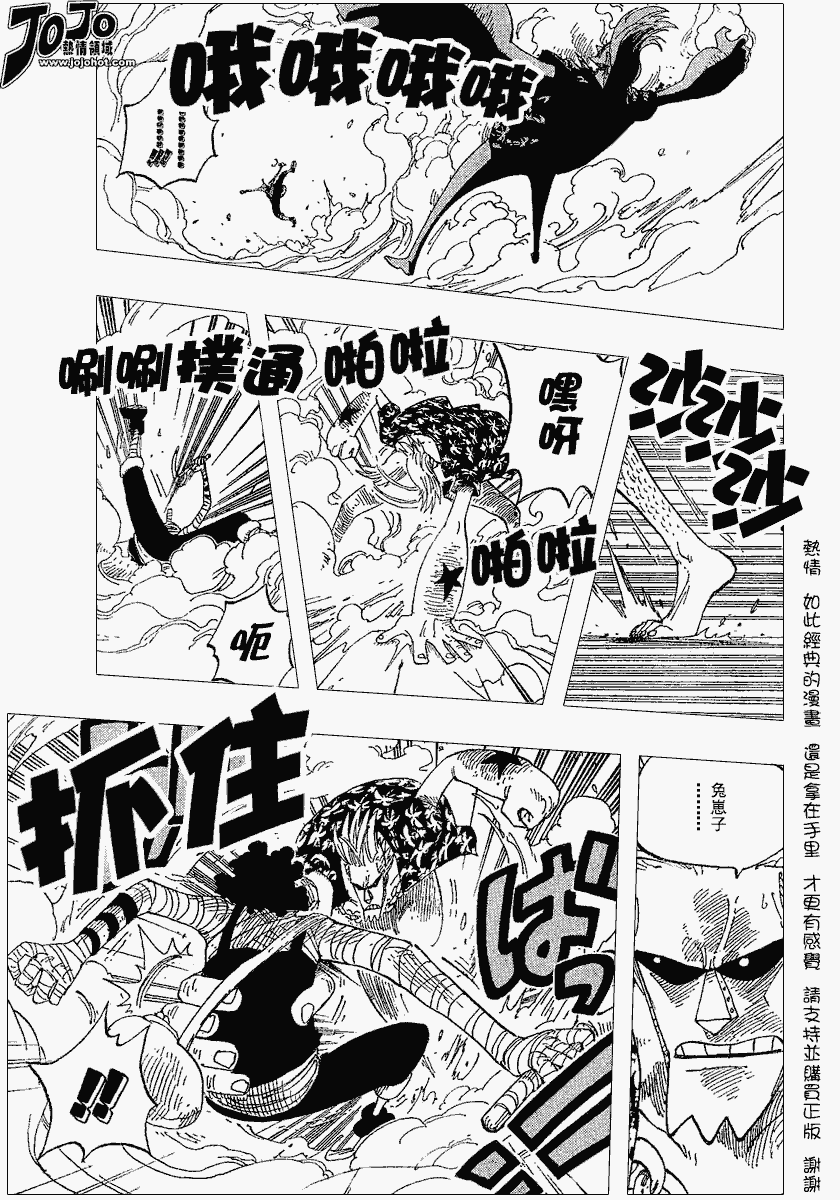 JOJO
熱情領域
www.jojohot.com
哦哦哦哦
……………!!!
沙沙沙
嘿
呀
啪啦
啪啦
唰唰撲通
呃
兔崽子……
抓住
ばっ
!!
熱情 如此經典的漫畫 還是拿在手里 才更有感覺 請支持並購買正版 謝謝